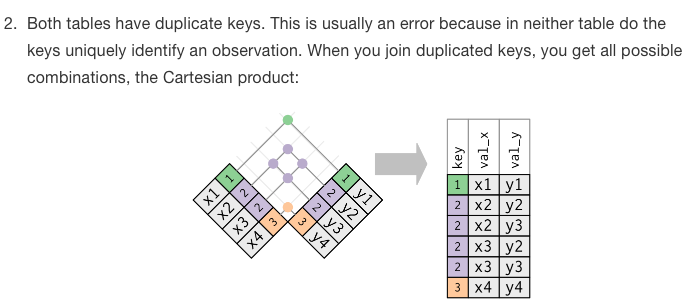 2. Both tables have duplicate keys. This is usually an error because in neither table do the
keys uniquely identify an observation. When you join duplicated keys, you get all possible
combinations, the Cartesian product:
x1 1
x2 2
x3 2
x4 3
1 y1
2 y2
2 y3
3 y4
key val_x val_y
1 x1 y1
2 x2 y2
2 x2 y3
2 x3 y2
2 x3 y3
3 x4 y4